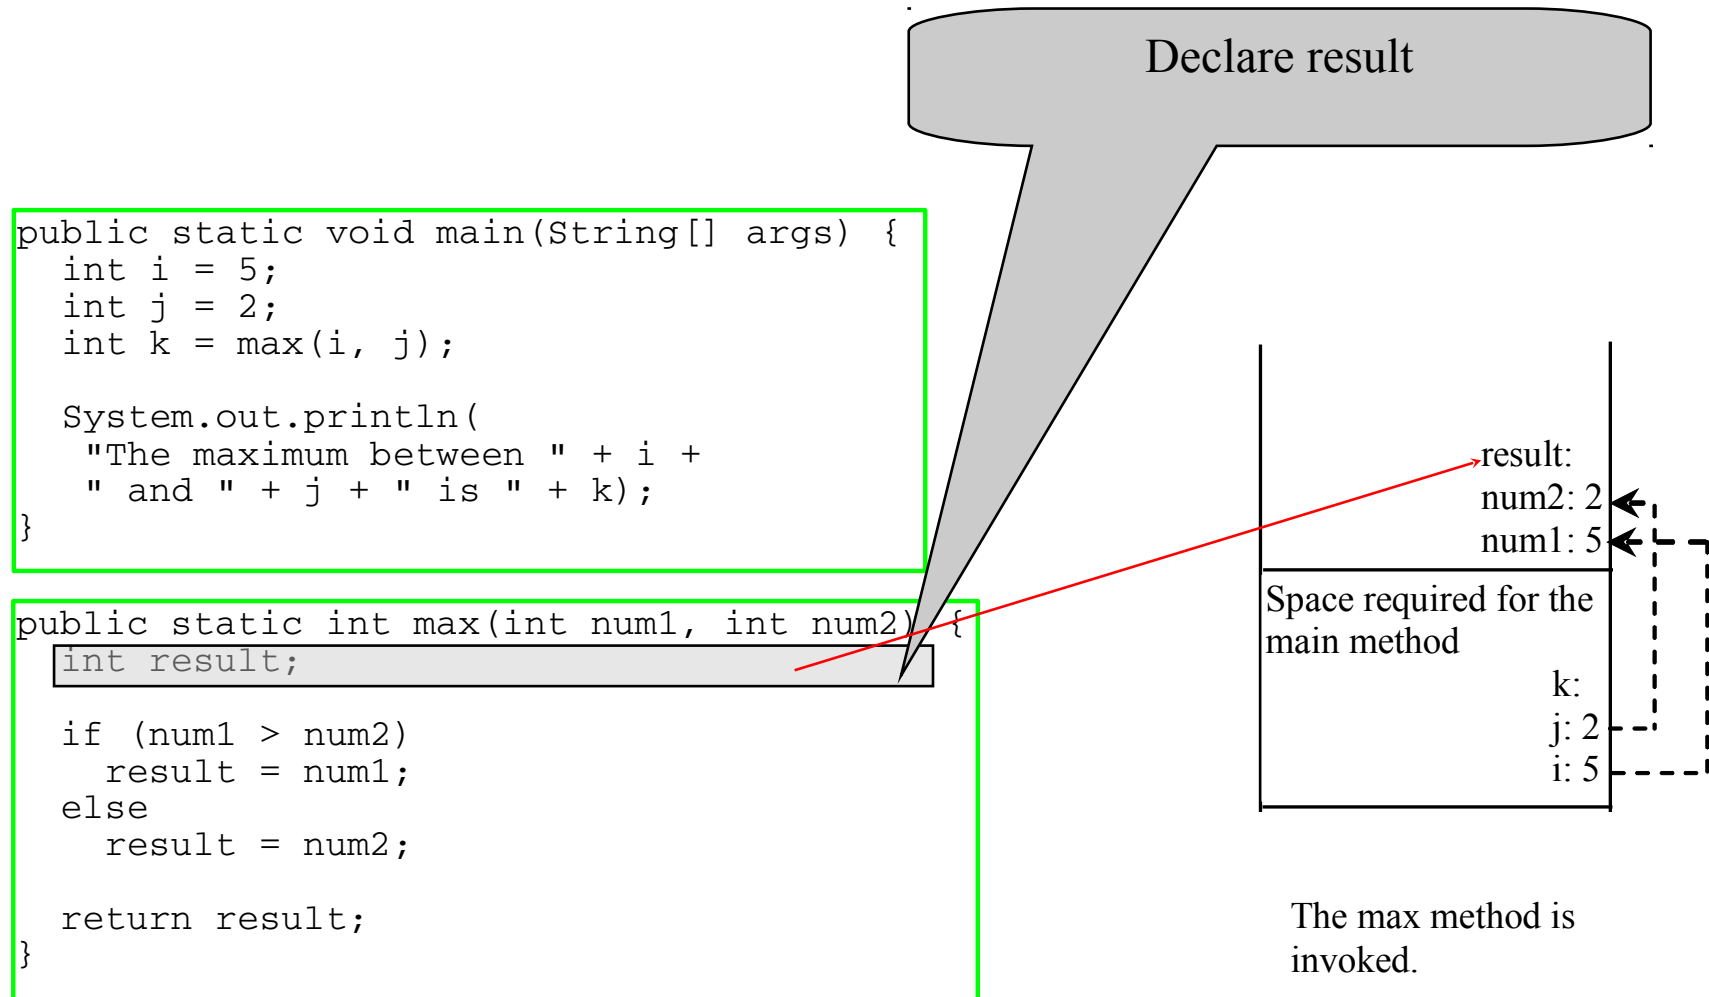 Declare result
public static void main(String[] args) {
int i = 5;
int j = 2;
int k = max(i, j);
System.out.println(
"The maximum between " + i +
" and " + j + " is " + k);
}
public static int max(int num1, int num2) {
int result;
if (num1 > num2)
result = num1;
else
result = num2;
return result;
}
result:
num2: 2
num1: 5
Space required for the
main method
k:
j: 2
i: 5
The max method is
invoked.